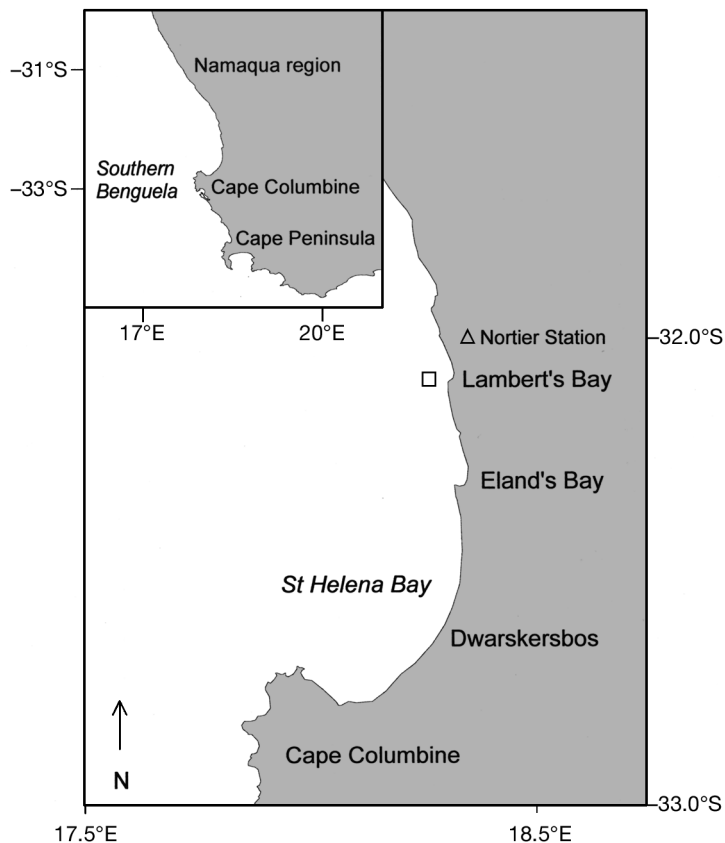 –31°S
Namaqua region
Southern
Benguela
–33°S
Cape Columbine
Cape Peninsula
17°E
20°E
Nortier Station
–32.0°S
Lambert's Bay
Eland's Bay
St Helena Bay
Dwarskersbos
Cape Columbine
N
–33.0°S
17.5°E
18.5°E